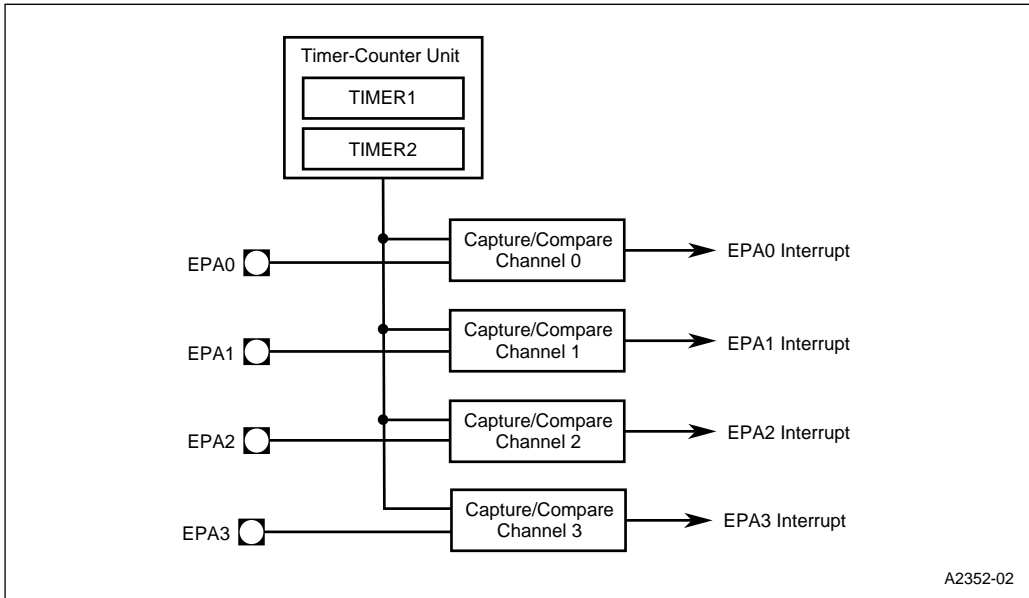 Timer-Counter Unit
TIMER1
TIMER2
EPA0
Capture/Compare
Channel 0
EPA0 Interrupt
EPA1
Capture/Compare
Channel 1
EPA1 Interrupt
EPA2
Capture/Compare
Channel 2
EPA2 Interrupt
EPA3
Capture/Compare
Channel 3
EPA3 Interrupt
A2352-02